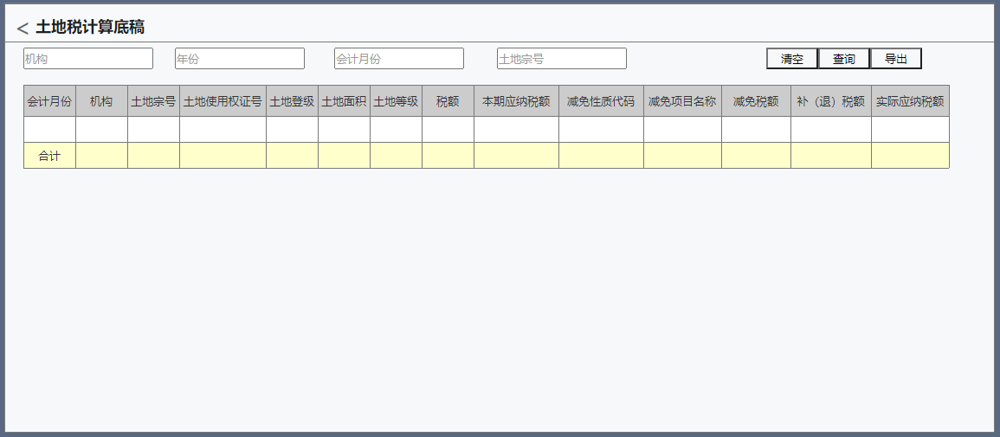 < 土地税计算底稿
机构 年份 会计月份 土地宗号 清空 查询 导出
会计月份 机构 土地宗号 土地使用权证号 土地登级 土地面积 土地等级 税额 本期应纳税额 减免性质代码 减免项目名称 减免税额 补（退）税额 实际应纳税额
合计